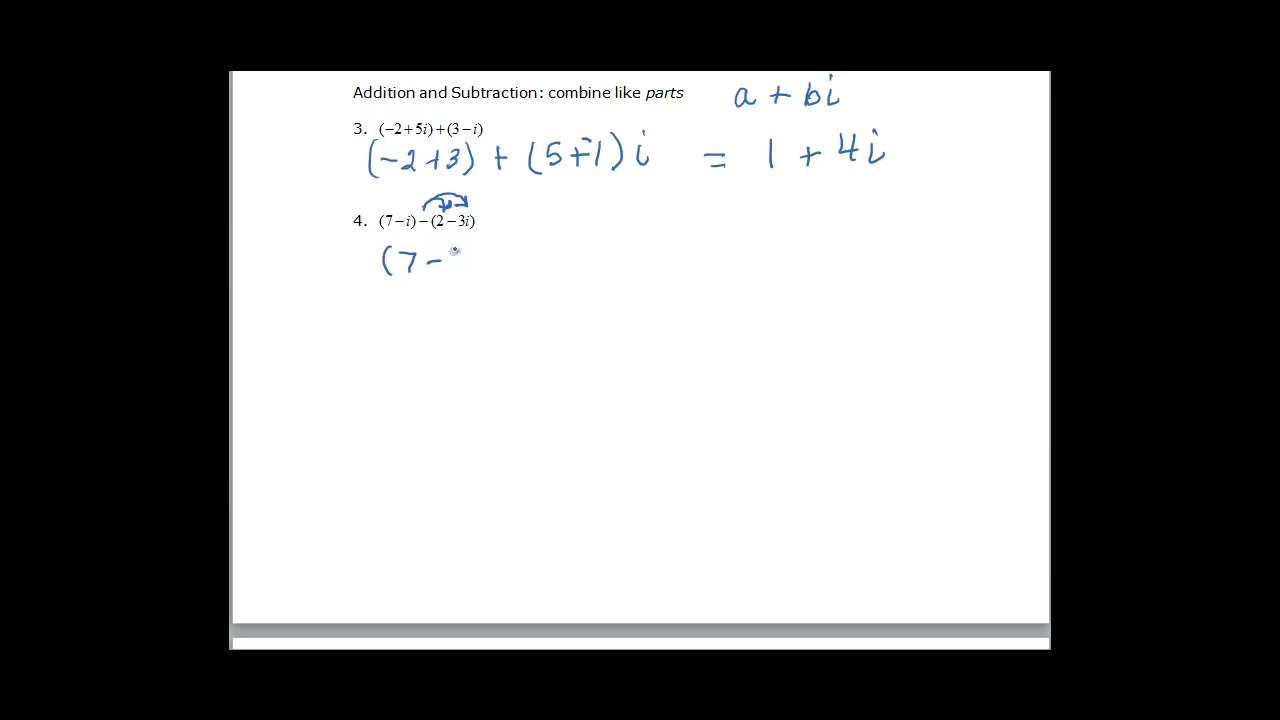 Addition and Subtraction: combine like parts a + bi
3. (−2+5i)+(3−i)
(-2+3) + (5+-1)i = 1 + 4i
4. (7−i)−(2−3i)
(7-